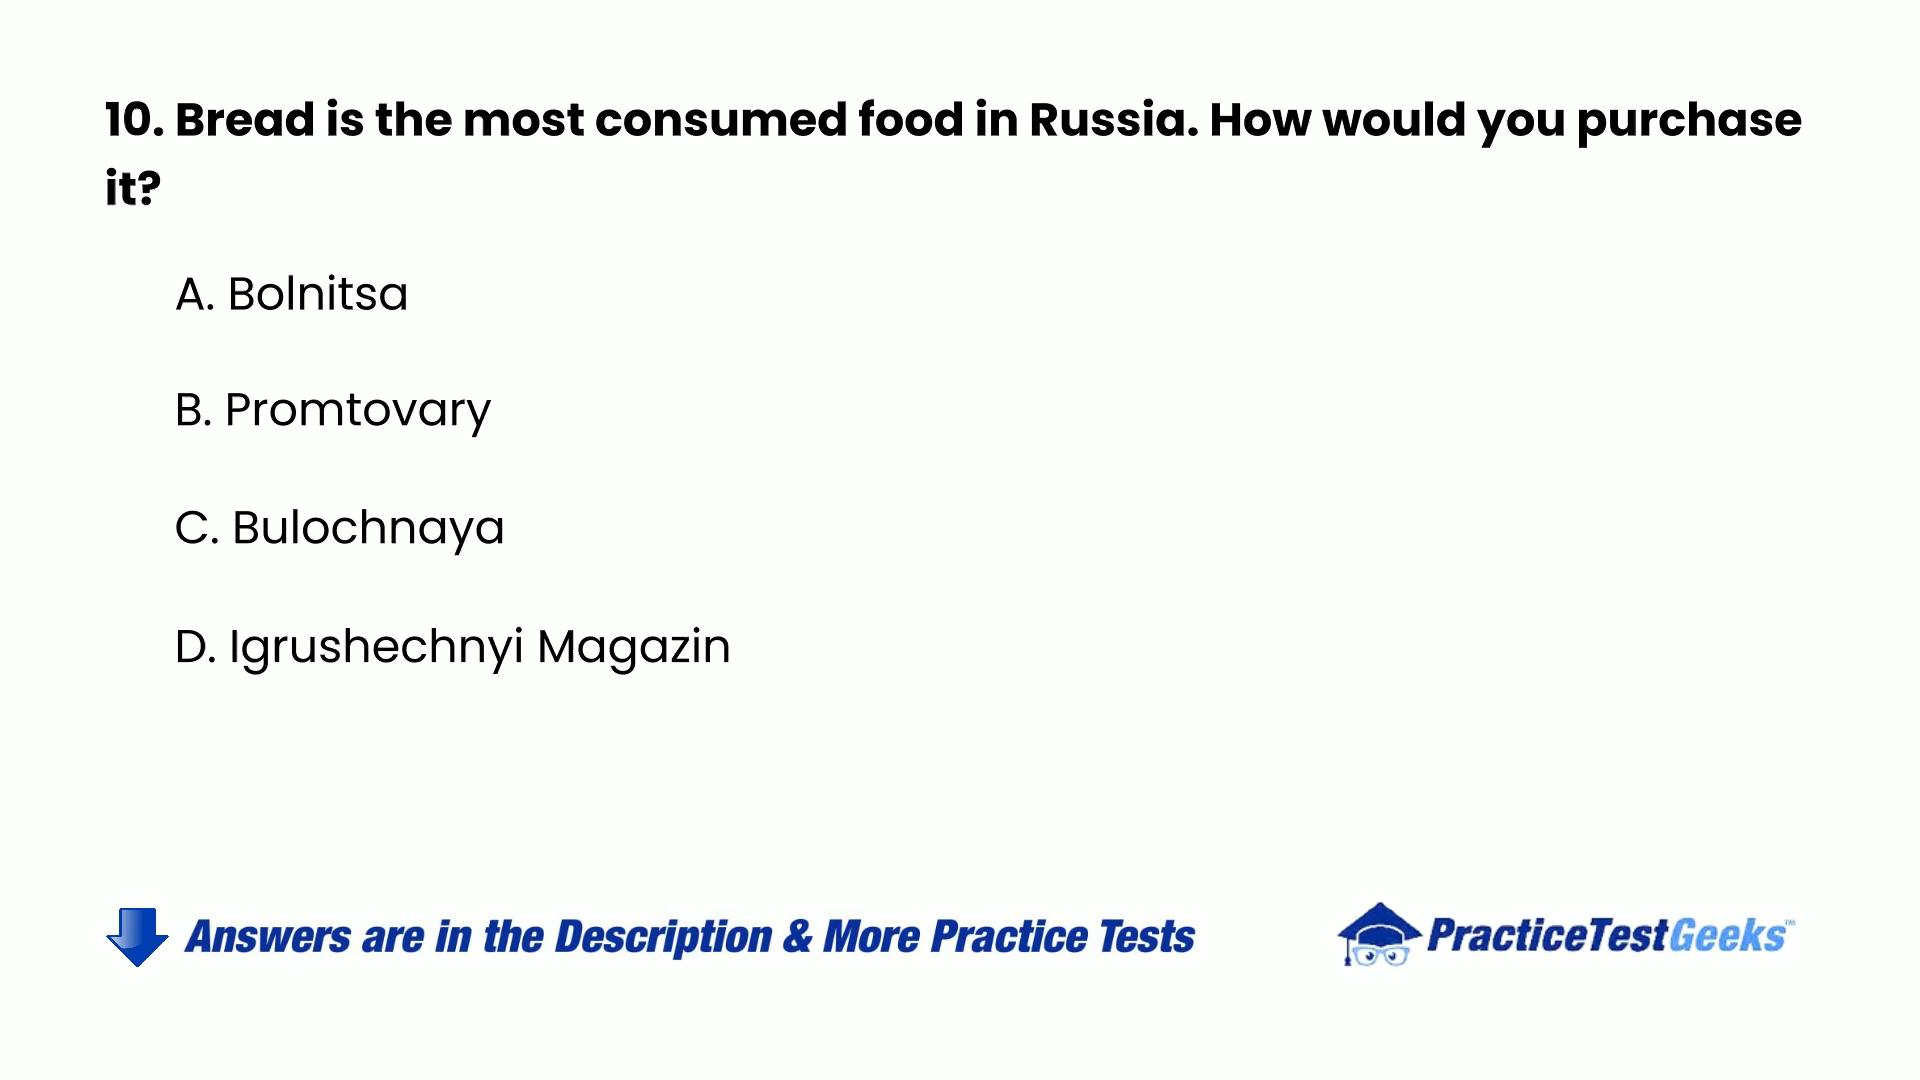 10. Bread is the most consumed food in Russia. How would you purchase
it?
A. Bolnitsa
B. Promtovary
C. Bulochnaya
D. Igrushechnyi Magazin
Answers are in the Description & More Practice Tests
PracticeTestGeeks™